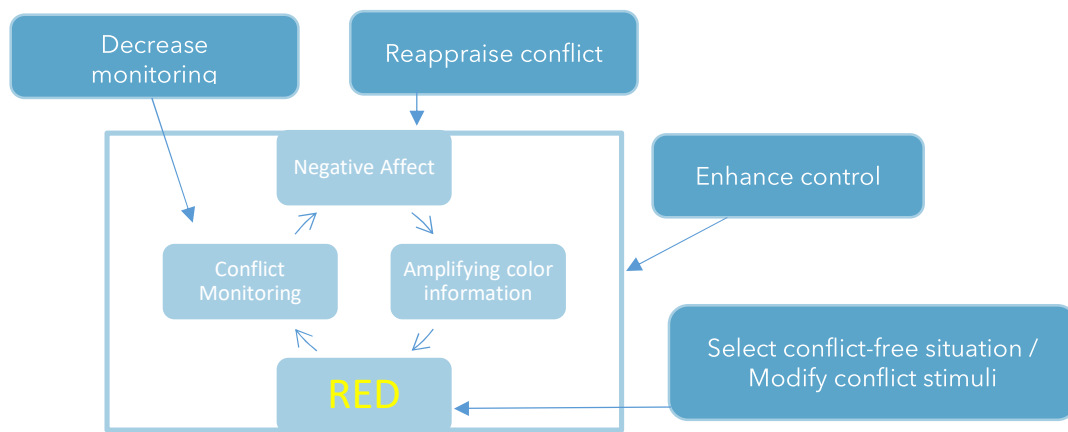 Decrease
monitoring
Reappraise conflict
Negative Affect
Enhance control
Conflict
Monitoring
Amplifying color
information
Select conflict-free situation /
Modify conflict stimuli
RED